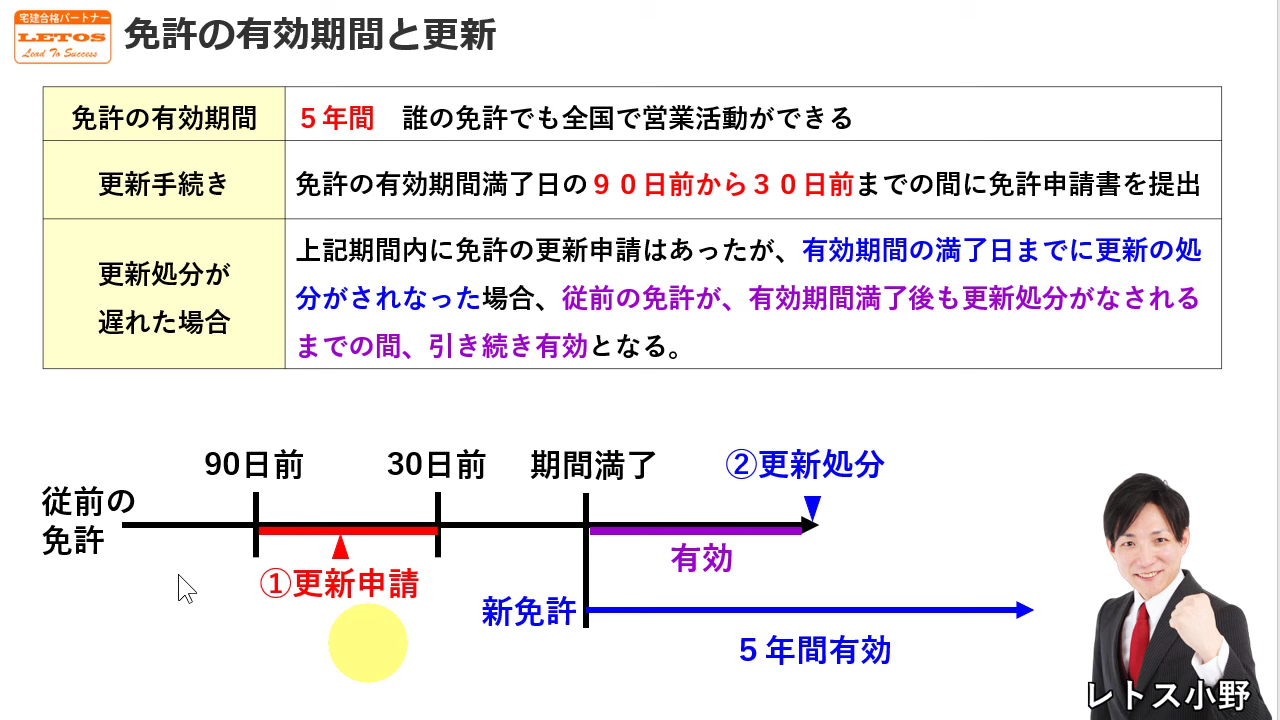 宅建合格パートナー
LETOS
Lead To Success
免許の有効期間と更新
免許の有効期間
５年間　誰の免許でも全国で営業活動ができる
更新手続き
免許の有効期間満了日の９０日前から３０日前までの間に免許申請書を提出
更新処分が
遅れた場合
上記期間内に免許の更新申請はあったが、有効期間の満了日までに更新の処
分がされなった場合、従前の免許が、有効期間満了後も更新処分がなされる
までの間、引き続き有効となる。
90日前
30日前
期間満了
②更新処分
従前の
免許
①更新申請
有効
新免許
５年間有効
レトス小野